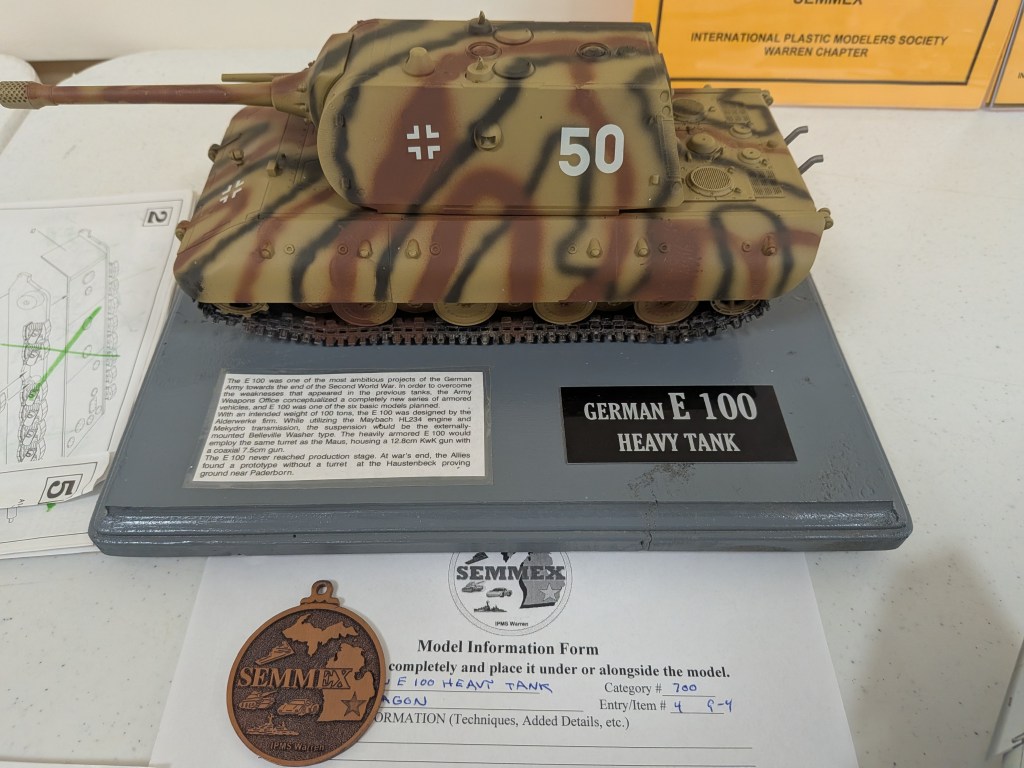 SEMMEX
INTERNATIONAL PLASTIC MODELERS SOCIETY
WARREN CHAPTER
50
2
5
The E 100 was one of the most ambitious projects of the German
Army towards the end of the Second World War. In order to overcome
the weaknesses that appeared in the previous tanks, the Army
Weapons Office conceptualized a completely new series of armored
vehicles, and E 100 was one of the six basic models planned.
With an intended weight of 100 tons, the E 100 was designed by the
Alderwerke firm. While utilizing the Maybach HL234 engine and
Mekydro transmission, the suspension would be the externally-
mounted Belleville Washer type. The heavily armored E 100 would
employ the same turret as the Maus, housing a 12.8cm KwK gun with
a coaxial 7.5cm gun.
The E 100 never reached production stage. At war's end, the Allies
found a prototype without a turret at the Haustenbeck proving
ground near Paderborn.
GERMAN E 100
HEAVY TANK
SEMMEX
IPMS Warren
Model Information Form
completely and place it under or alongside the model.
E 100 HEAVY TANK
Category # 700
AGON
Entry/Item # 4 G-4
ORMATION (Techniques, Added Details, etc.)
SEMMEX
IPMS Warren